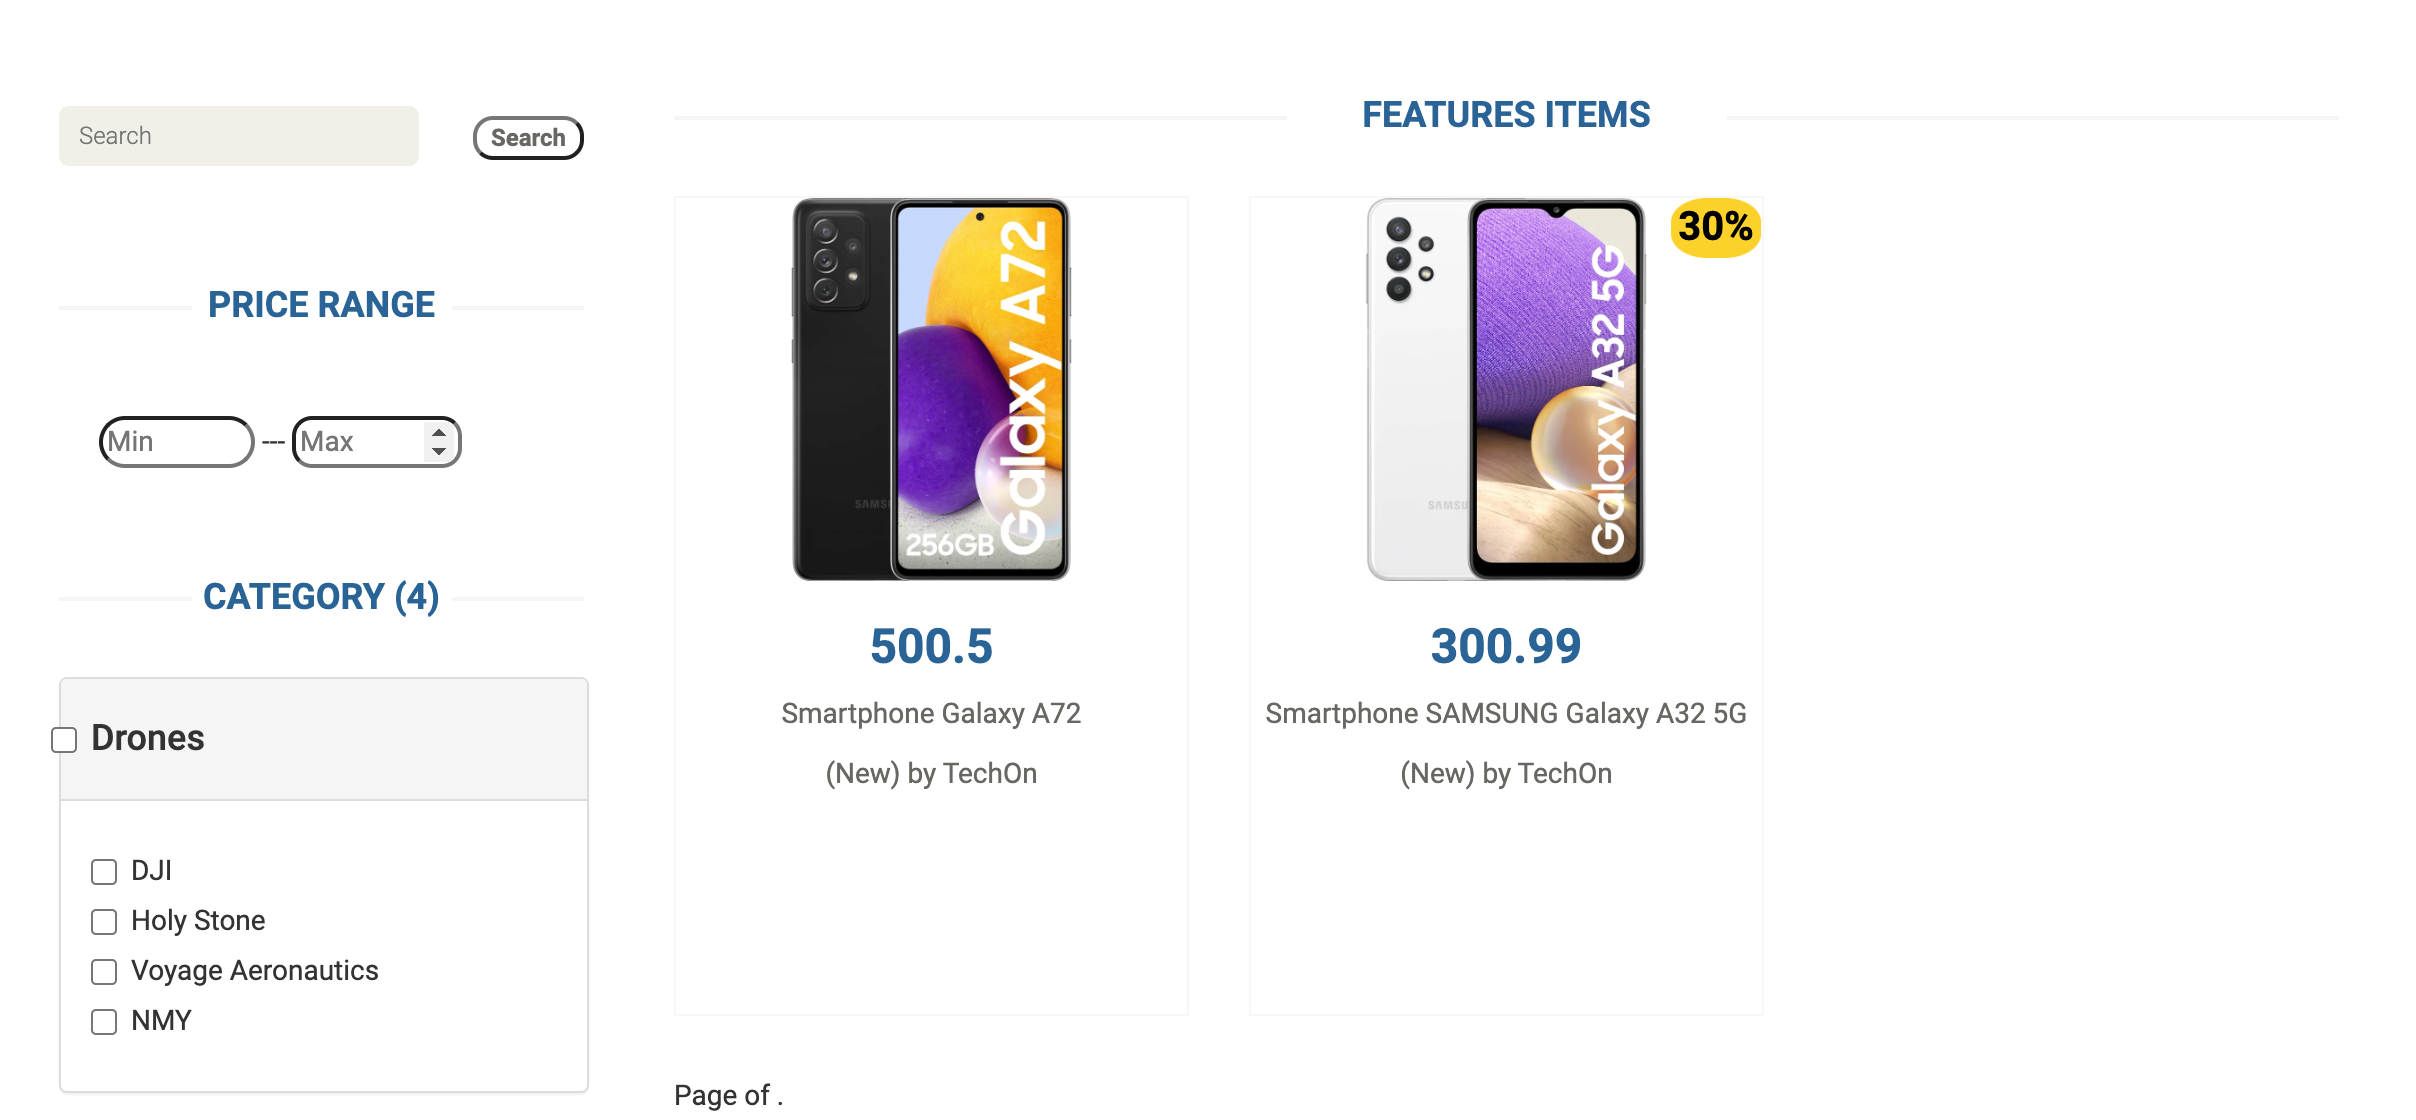 Search
Search
PRICE RANGE
Min --- Max
CATEGORY (4)
Drones
DJI
Holy Stone
Voyage Aeronautics
NMY
FEATURES ITEMS
SAMSU
256GB
Galaxy A72
500.5
Smartphone Galaxy A72
(New) by TechOn
30%
SAMSU
Galaxy A32 5G
300.99
Smartphone SAMSUNG Galaxy A32 5G
(New) by TechOn
Page of .